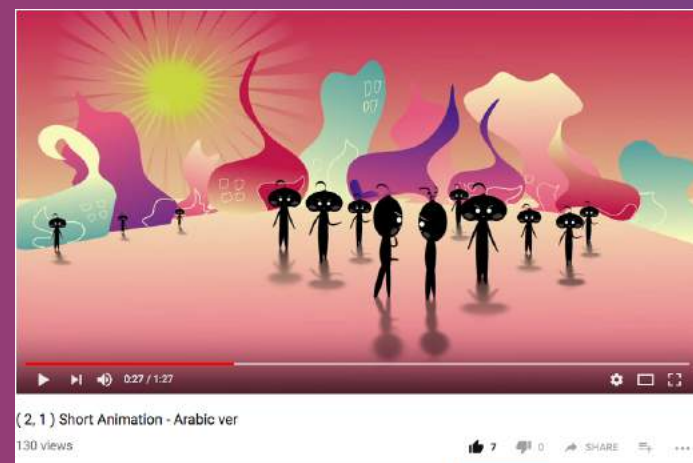 0:27 / 1:27
( 2, 1 ) Short Animation - Arabic ver
130 views 7 0 SHARE